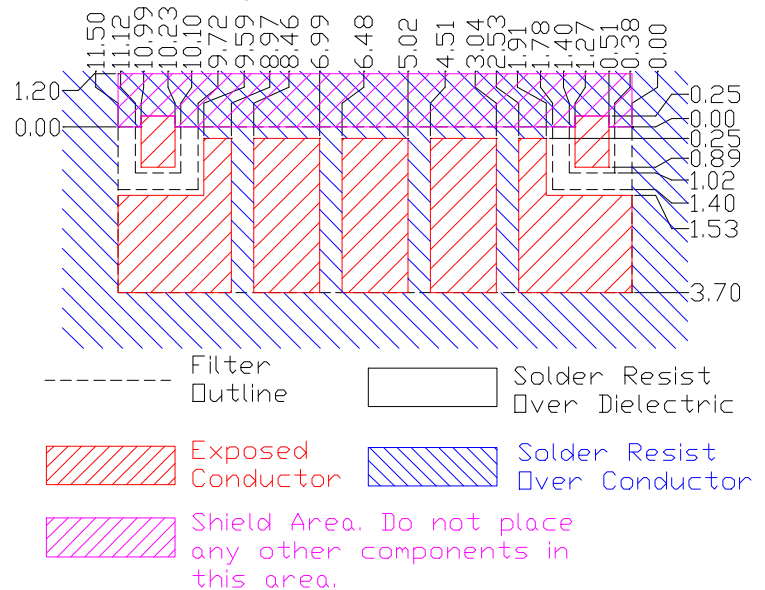 11.50
11.12
10.99
10.23
10.10
9.72
9.59
8.97
8.46
6.99
6.48
5.02
4.51
3.04
2.53
1.91
1.78
1.40
1.27
0.51
0.38
0.00
1.20
0.00
0.25
0.00
0.25
0.89
1.02
1.40
1.53
3.70
Filter
Outline
Solder Resist
Over Dielectric
Exposed
Conductor
Solder Resist
Over Conductor
Shield Area. Do not place
any other components in
this area.